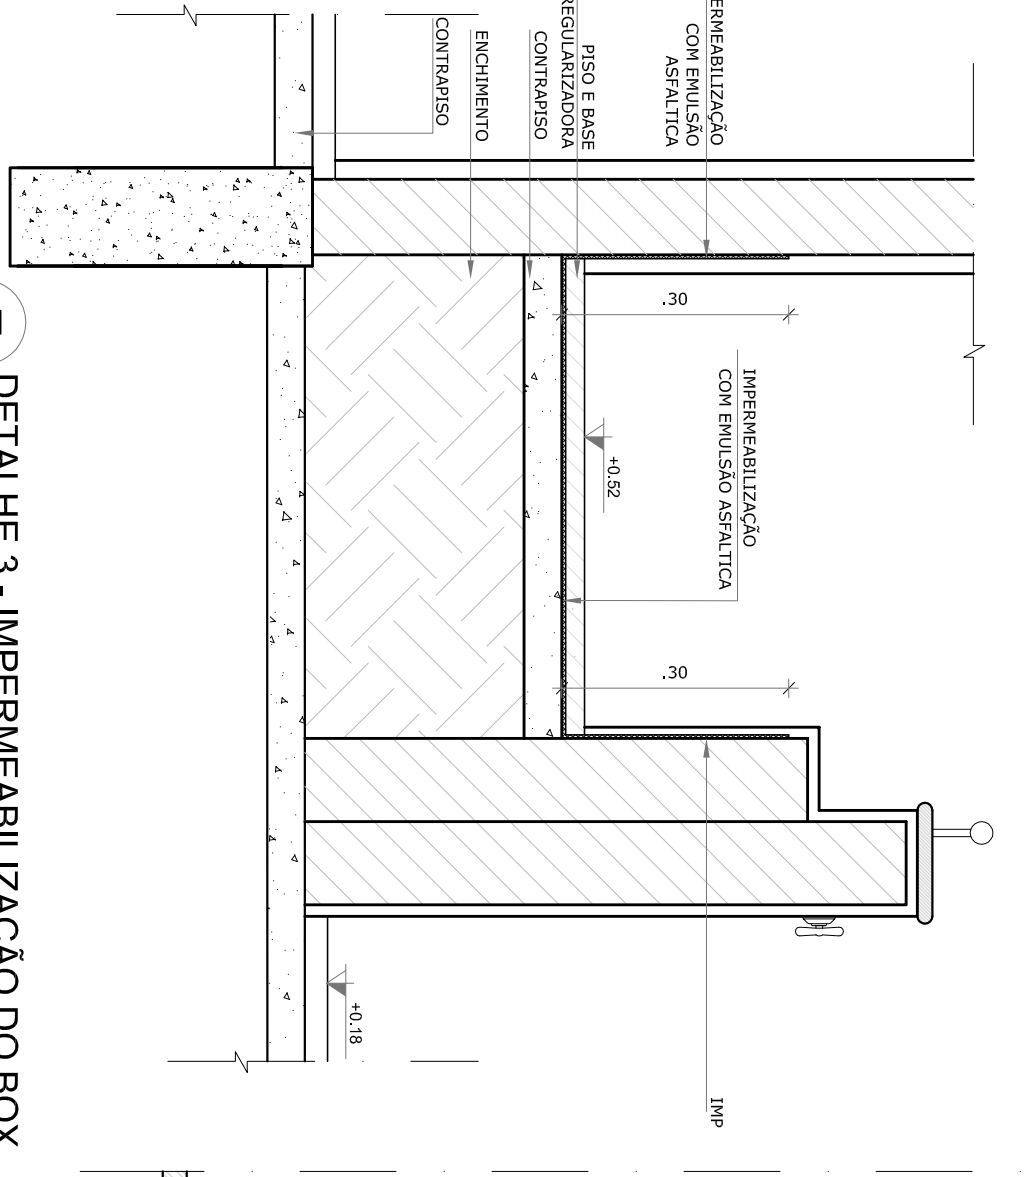 CONTRAPISO
ENCHIMENTO
CONTRAPISO
PISO E BASE
REGULARIZADORA
ERMEABILIZAÇÃO
COM EMULSÃO
ASFALTICA
.30
IMPERMEABILIZAÇÃO
COM EMULSÃO ASFALTICA
+0.52
.30
+0.18
IMP
DETALHE 3 - IMPERMEABILIZAÇÃO DO BOX